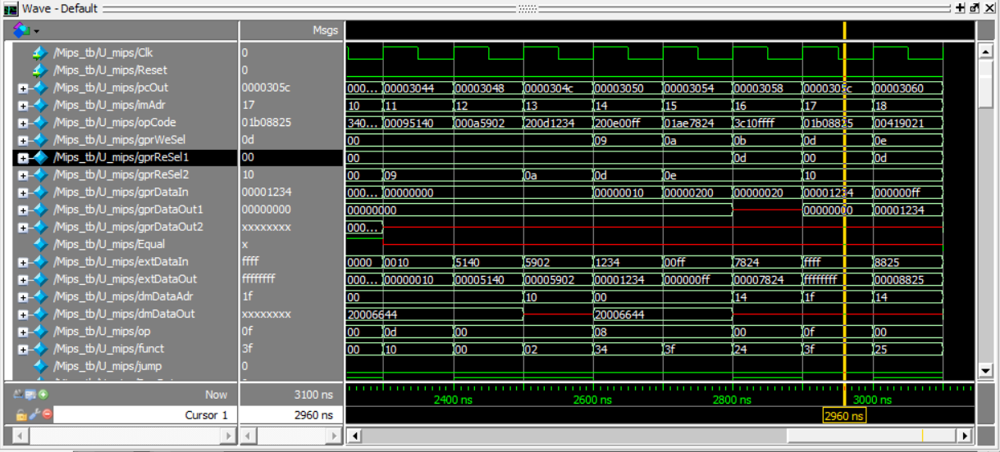 Wave - Default
Msgs
/Mips_tb/U_mips/Clk 0
/Mips_tb/U_mips/Reset 0
/Mips_tb/U_mips/pcOut 0000305c 000... 00003044 00003048 0000304c 00003050 00003054 00003058 0000305c 00003060
/Mips_tb/U_mips/imAdr 17 10 11 12 13 14 15 16 17 18
/Mips_tb/U_mips/opCode 01b08825 340... 00095140 000a5902 200d1234 200e00ff 01ae7824 3c10ffff 01b08825 00419021
/Mips_tb/U_mips/gprWeSel 0d 00 09 0a 0b 0d 0e
/Mips_tb/U_mips/gprReSel1 00 00 0d 00 0d
/Mips_tb/U_mips/gprReSel2 10 00 09 0a 0d 0e 10
/Mips_tb/U_mips/gprDataIn 00001234 000... 00000000 00000010 00000200 00000020 00001234 000000ff
/Mips_tb/U_mips/gprDataOut1 00000000 00000000 00000000 00001234
/Mips_tb/U_mips/gprDataOut2 xxxxxxxx 000...
/Mips_tb/U_mips/Equal x
/Mips_tb/U_mips/extDataIn ffff 0000 0010 5140 5902 1234 00ff 7824 ffff 8825
/Mips_tb/U_mips/extDataOut ffffffff 000... 00000010 00005140 00005902 00001234 000000ff 00007824 ffffffff 00008825
/Mips_tb/U_mips/dmDataAdr 1f 00 10 00 14 1f 14
/Mips_tb/U_mips/dmDataOut xxxxxxxx 20006644 20006644
/Mips_tb/U_mips/op 0f 00 0d 00 08 00 0f 00
/Mips_tb/U_mips/funct 3f 00 10 00 02 34 3f 24 3f 25
/Mips_tb/U_mips/jump 0
Now 3100 ns 2400 ns 2600 ns 2800 ns 3000 ns
Cursor 1 2960 ns 2960 ns